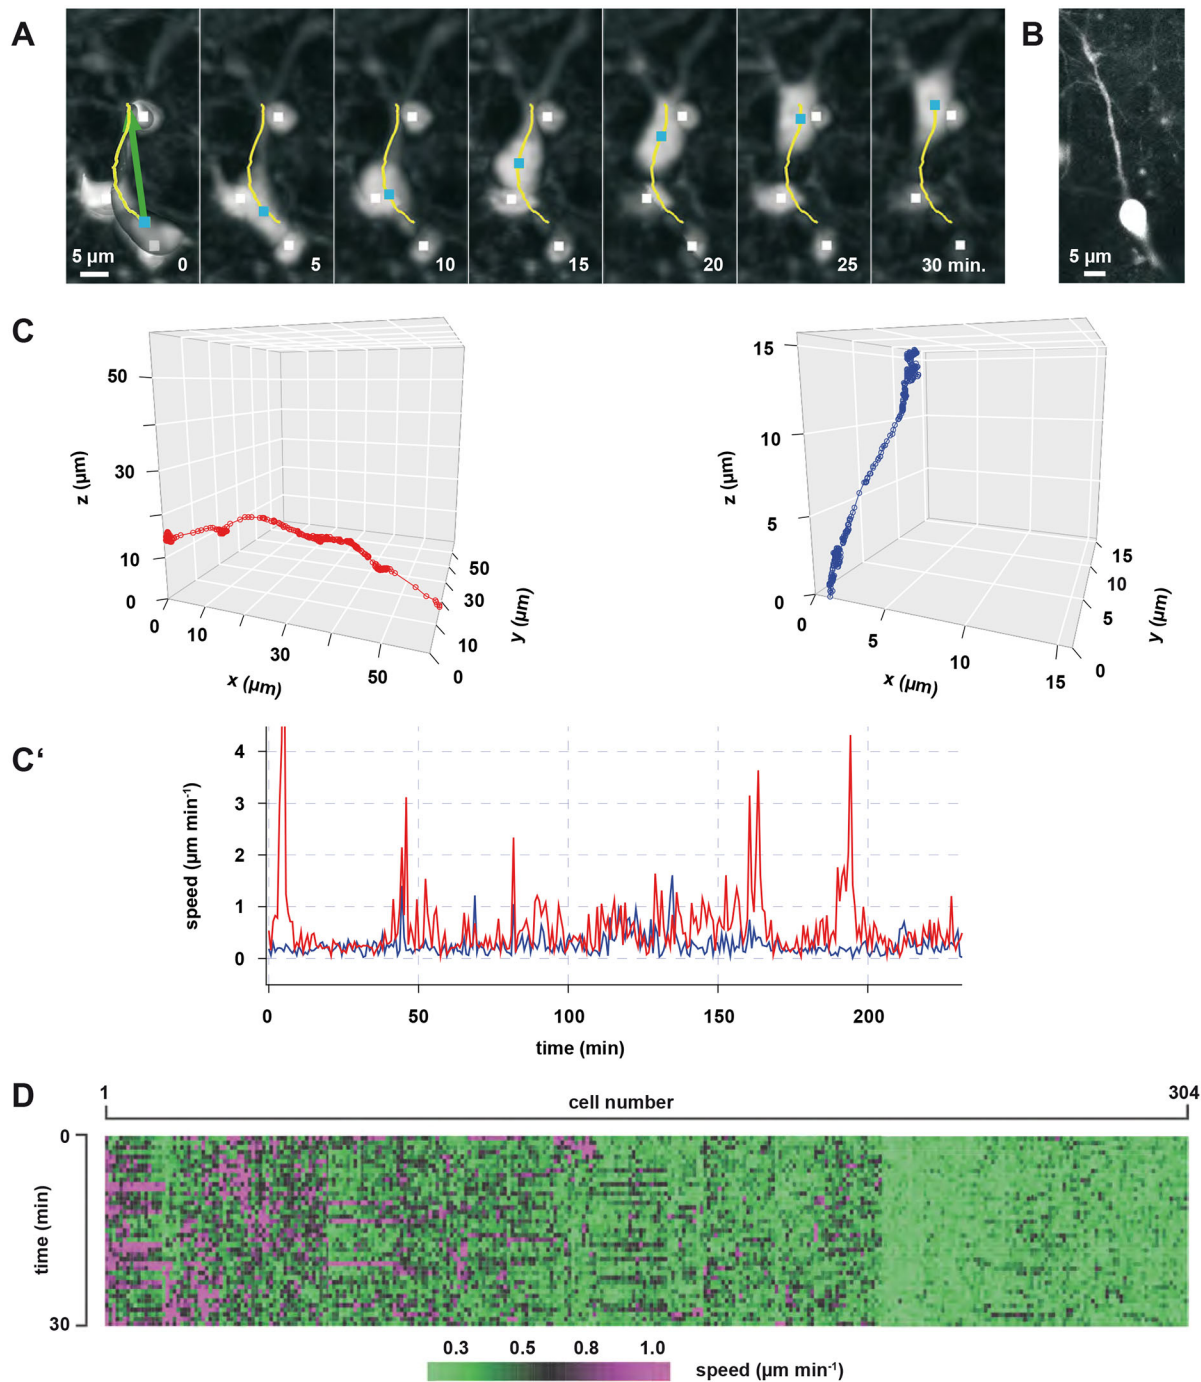 A
B
5 µm
0
5
10
15
20
25
30 min.
5 µm
C
50
30
10
0
z (µm)
0
10
30
50
x (µm)
50
30
10
0
y (µm)
15
10
5
0
z (µm)
0
5
10
15
x (µm)
15
10
5
0
y (µm)
C‘
4
3
2
1
0
speed (µm min⁻¹)
0
50
100
150
200
time (min)
D
1
cell number
304
0
time (min)
30
0.3
0.5
0.8
1.0
speed (µm min⁻¹)